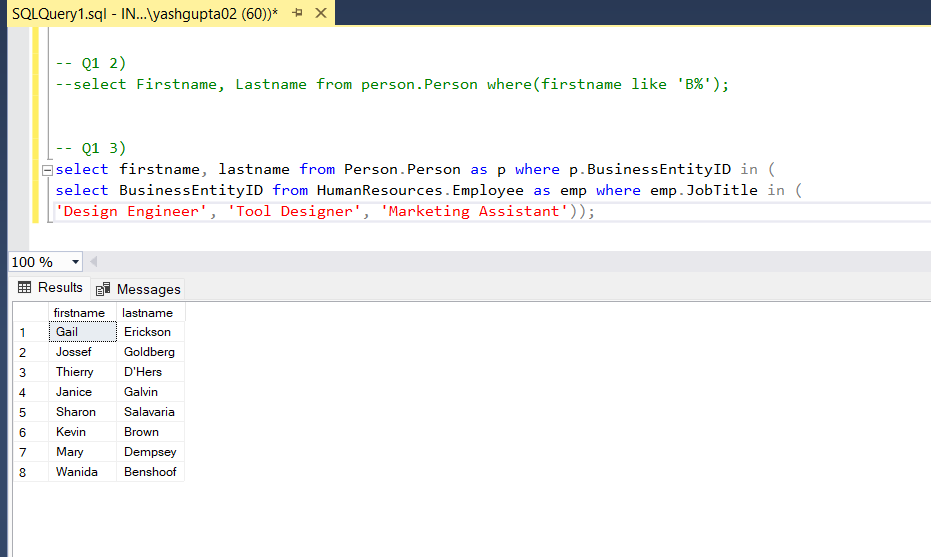 SQLQuery1.sql - IN...\yashgupta02 (60))*
-- Q1 2)
--select Firstname, Lastname from person.Person where(firstname like 'B%');
-- Q1 3)
select firstname, lastname from Person.Person as p where p.BusinessEntityID in (
select BusinessEntityID from HumanResources.Employee as emp where emp.JobTitle in (
'Design Engineer', 'Tool Designer', 'Marketing Assistant'));
100 %
Results Messages
firstname lastname
1 Gail Erickson
2 Jossef Goldberg
3 Thierry D'Hers
4 Janice Galvin
5 Sharon Salavaria
6 Kevin Brown
7 Mary Dempsey
8 Wanida Benshoof